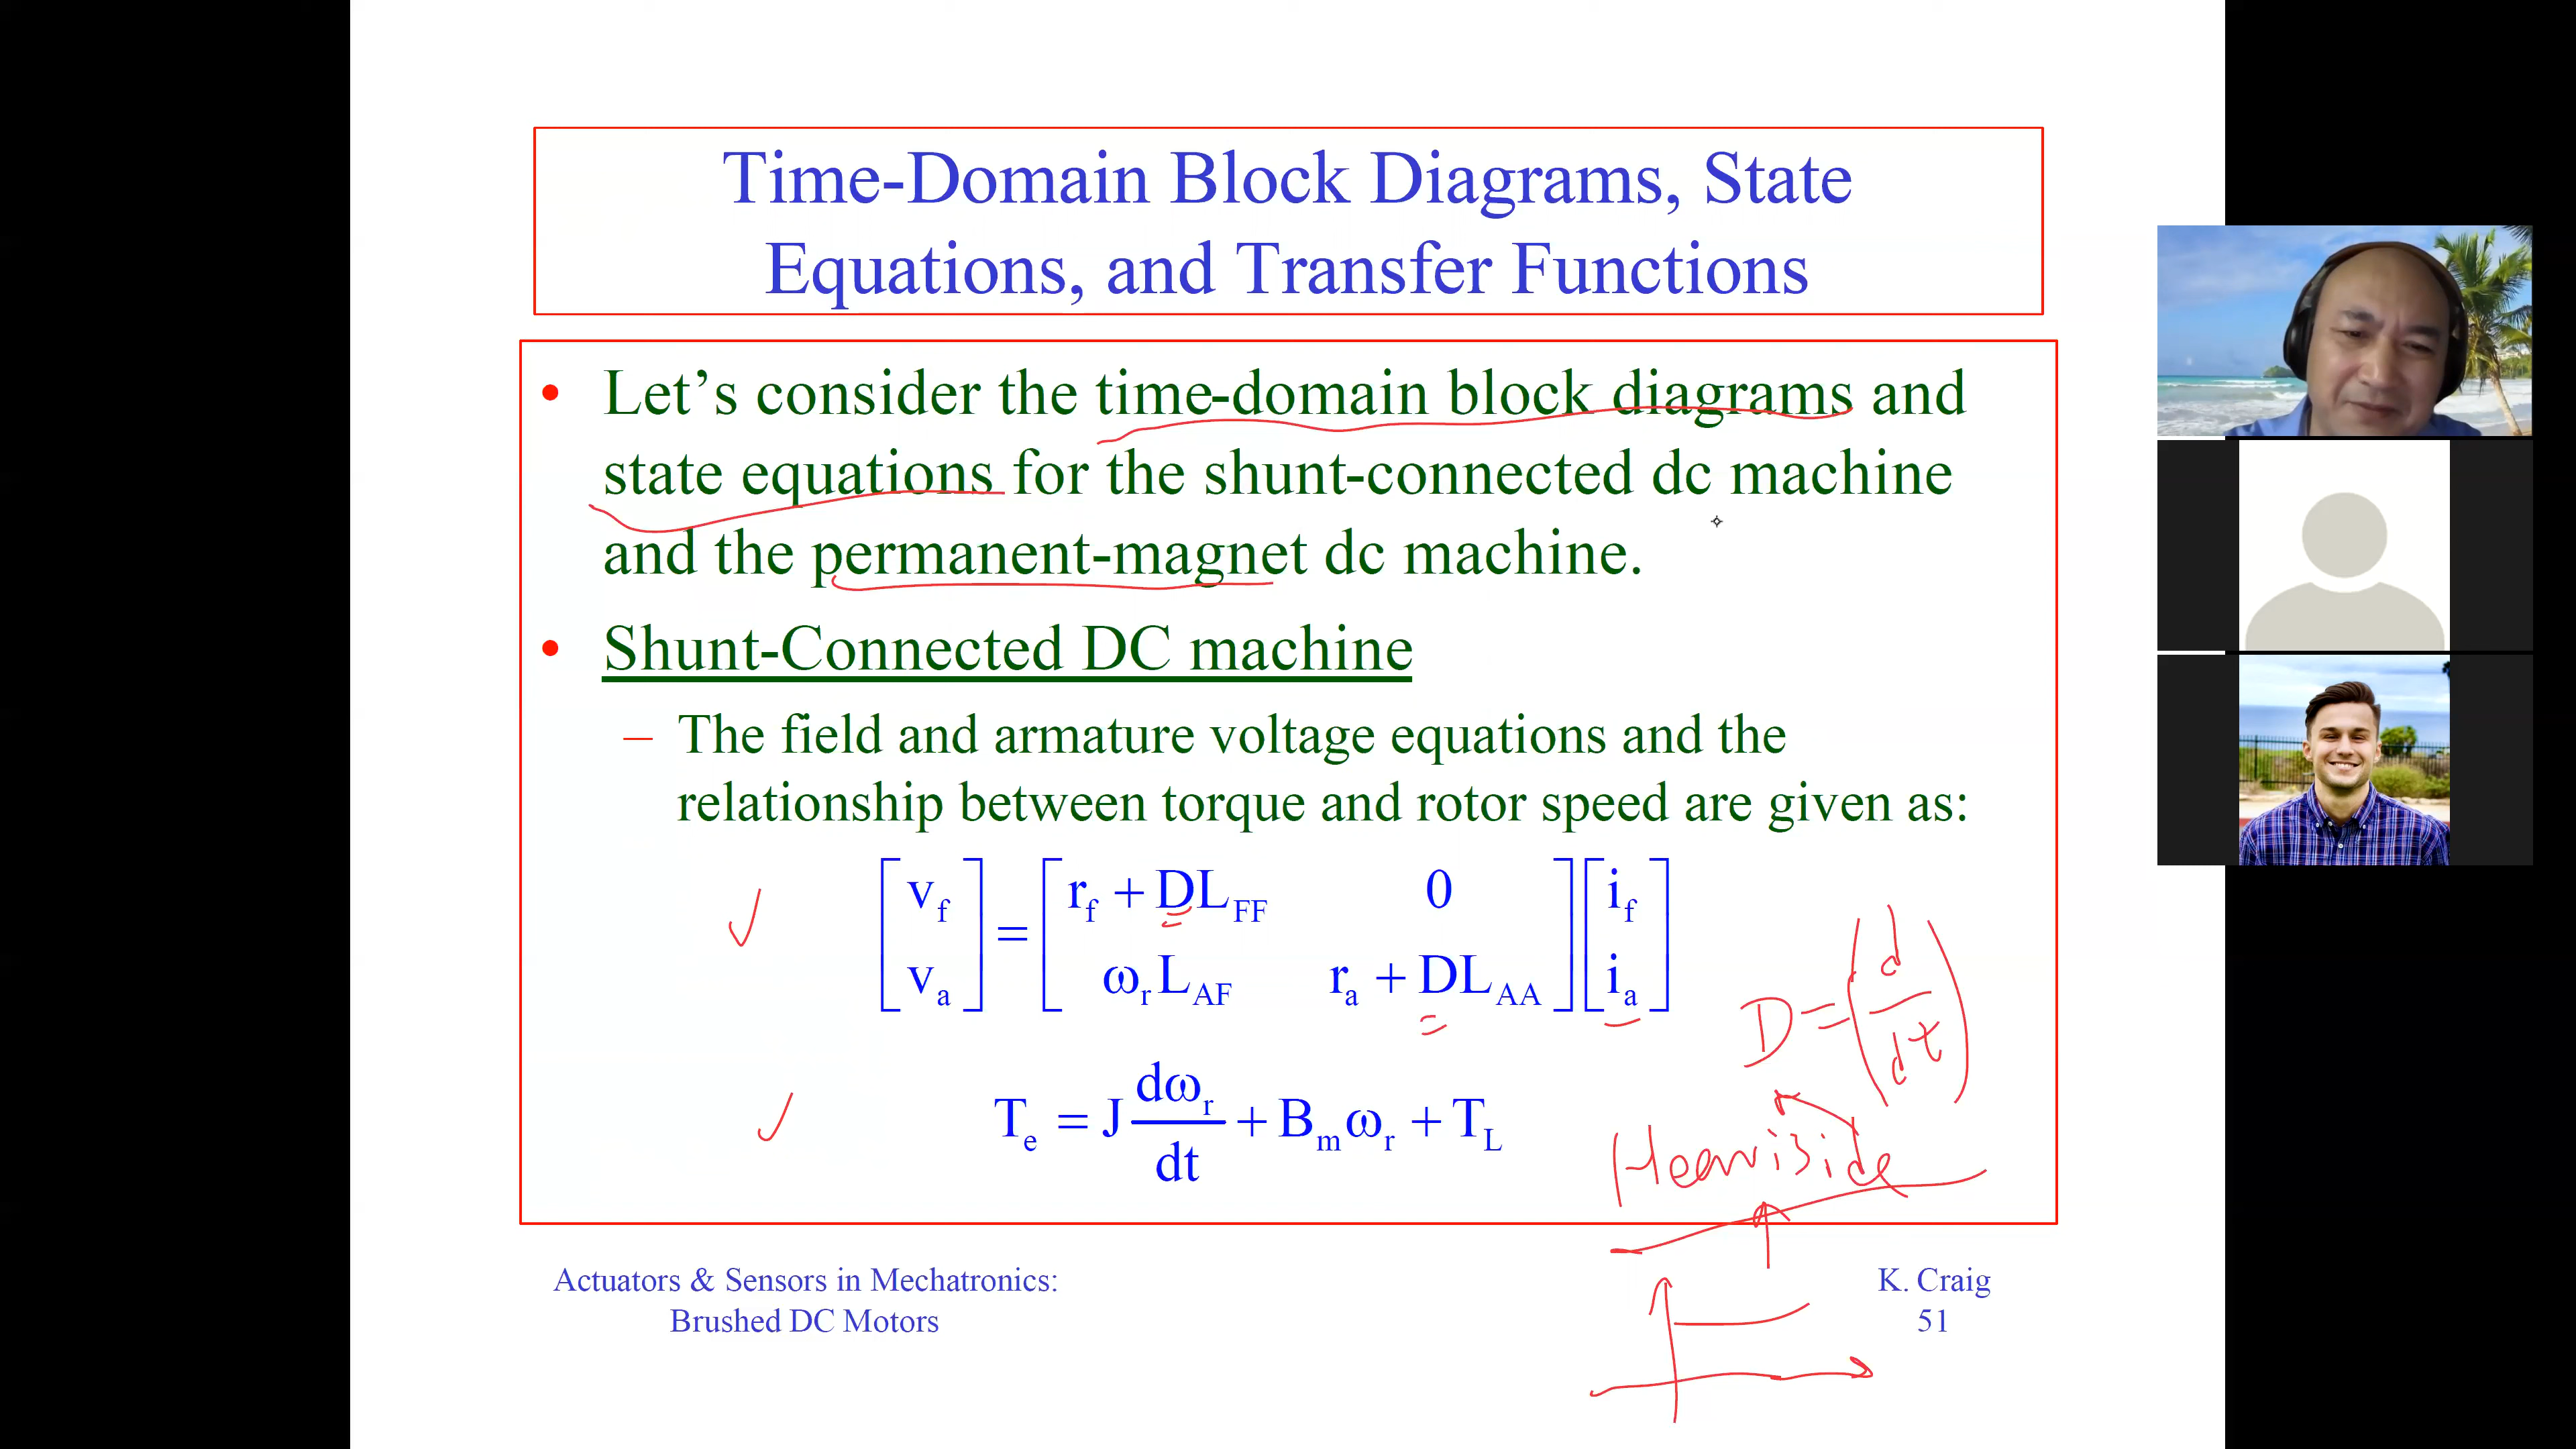 Time-Domain Block Diagrams, State
Equations, and Transfer Functions
• Let’s consider the time-domain block diagrams and
state equations for the shunt-connected dc machine
and the permanent-magnet dc machine.
• Shunt-Connected DC machine
– The field and armature voltage equations and the
relationship between torque and rotor speed are given as:
[v_f; v_a] = [r_f + DL_FF 0; ω_r L_AF r_a + DL_AA] [i_f; i_a]
D = (d/dt)
T_e = J dω_r/dt + B_m ω_r + T_L
Heaviside
Actuators & Sensors in Mechatronics:
Brushed DC Motors
K. Craig
51